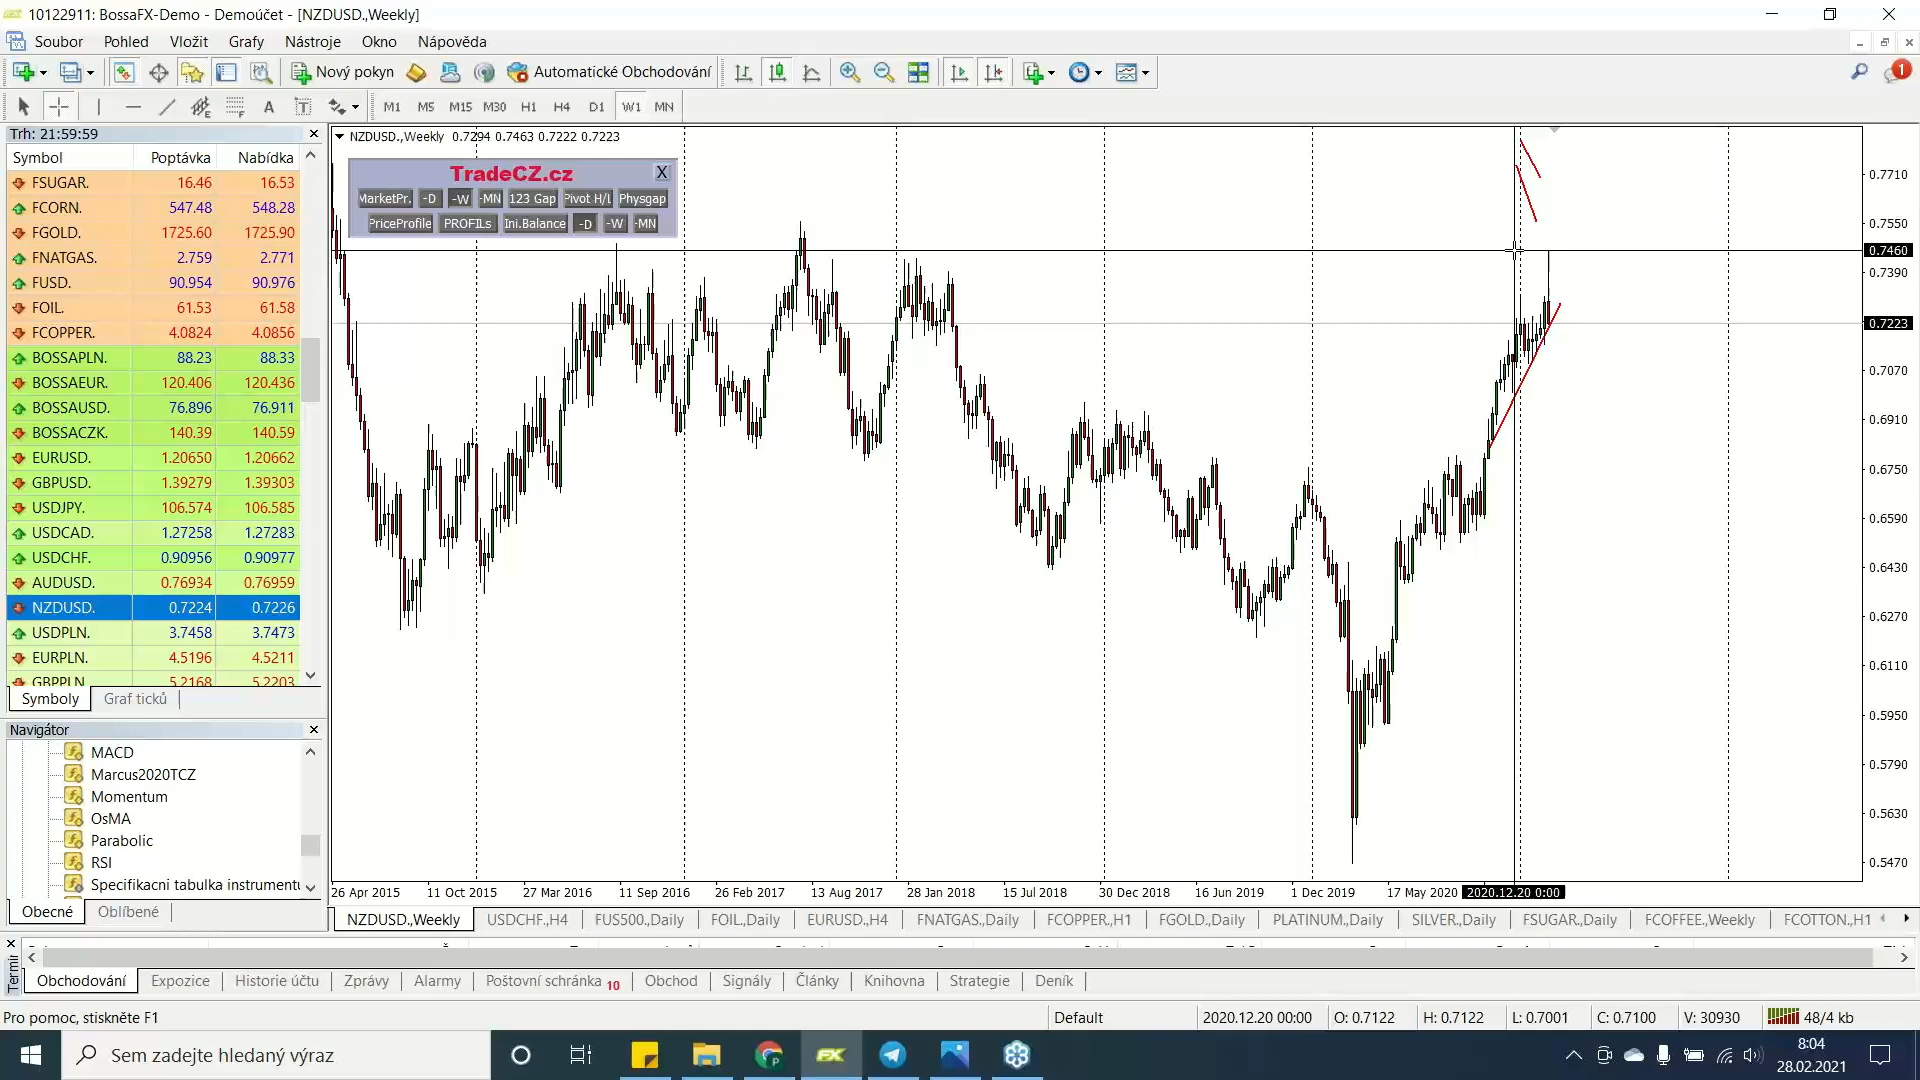 10122911: BossaFX-Demo - Demoúčet - [NZDUSD.,Weekly]
Soubor Pohled Vložit Grafy Nástroje Okno Nápověda
Nový pokyn Automatické Obchodování 1
A T M1 M5 M15 M30 H1 H4 D1 W1 MN
Trh: 21:59:59
Symbol Poptávka Nabídka
FSUGAR. 16.46 16.53
FCORN. 547.48 548.28
FGOLD. 1725.60 1725.90
FNATGAS. 2.759 2.771
FUSD. 90.954 90.976
FOIL. 61.53 61.58
FCOPPER. 4.0824 4.0856
BOSSAPLN. 88.23 88.33
BOSSAEUR. 120.406 120.436
BOSSAUSD. 76.896 76.911
BOSSACZK. 140.39 140.59
EURUSD. 1.20650 1.20662
GBPUSD. 1.39279 1.39303
USDJPY. 106.574 106.585
USDCAD. 1.27258 1.27283
USDCHF. 0.90956 0.90977
AUDUSD. 0.76934 0.76959
NZDUSD. 0.7224 0.7226
USDPLN. 3.7458 3.7473
EURPLN. 4.5196 4.5211
GBPPLN. 5.2168 5.2203
Symboly Graf ticků
Navigátor
MACD
Marcus2020TCZ
Momentum
OsMA
Parabolic
RSI
Specifikacni tabulka instrumentu
Obecné Oblíbené
NZDUSD.,Weekly 0.7294 0.7463 0.7222 0.7223
TradeCZ.cz X
MarketPr. -D -W -MN 123 Gap Pivot H/L Physgap
PriceProfile PROFILs Ini.Balance -D -W -MN
0.7710
0.7550
0.7460
0.7390
0.7223
0.7070
0.6910
0.6750
0.6590
0.6430
0.6270
0.6110
0.5950
0.5790
0.5630
0.5470
26 Apr 2015 11 Oct 2015 27 Mar 2016 11 Sep 2016 26 Feb 2017 13 Aug 2017 28 Jan 2018 15 Jul 2018 30 Dec 2018 16 Jun 2019 1 Dec 2019 17 May 2020 2020.12.20 0:00
NZDUSD.,Weekly USDCHF.,H4 FUS500.,Daily FOIL.,Daily EURUSD.,H4 FNATGAS.,Daily FCOPPER.,H1 FGOLD.,Daily PLATINUM.,Daily SILVER.,Daily FSUGAR.,Daily FCOFFEE.,Weekly FCOTTON.,H1
Obchodování Expozice Historie účtu Zprávy Alarmy Poštovní schránka 10 Obchod Signály Články Knihovna Strategie Deník
Pro pomoc, stiskněte F1 Default 2020.12.20 00:00 O: 0.7122 H: 0.7122 L: 0.7001 C: 0.7100 V: 30930 48/4 kb
Sem zadejte hledaný výraz
FX
8:04
28.02.2021